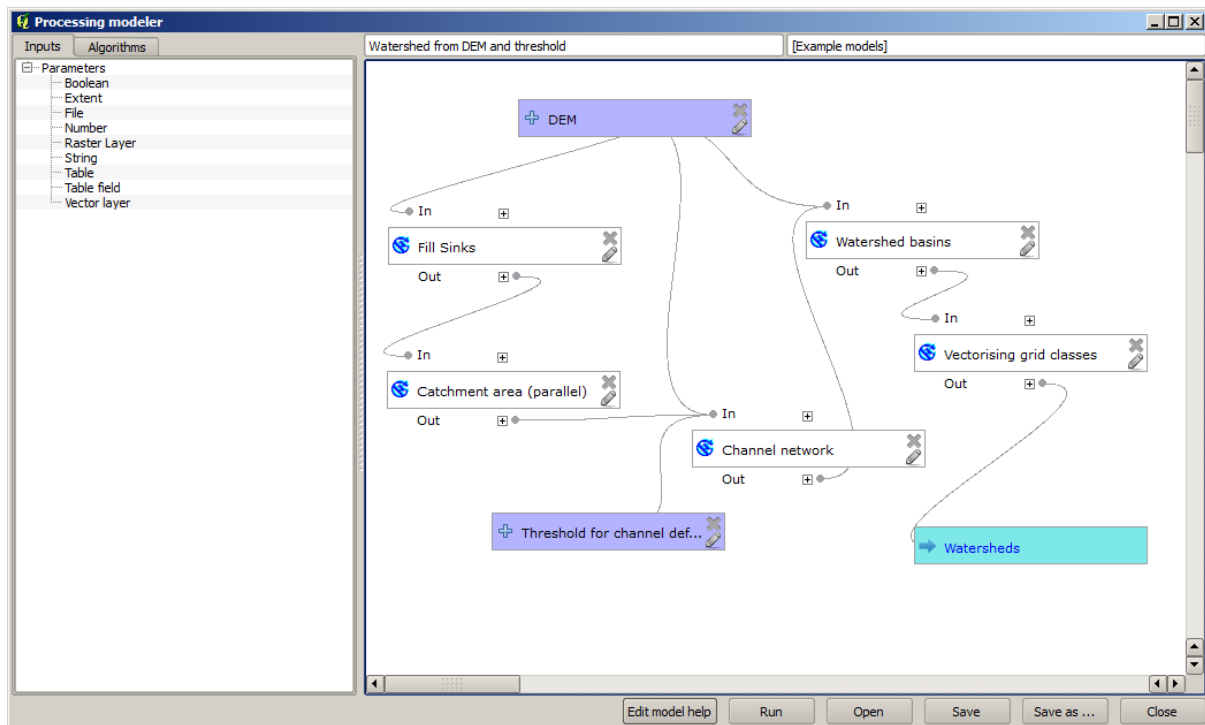 Processing modeler
Inputs
Algorithms
Parameters
Boolean
Extent
File
Number
Raster Layer
String
Table
Table field
Vector layer
Watershed from DEM and threshold
[Example models]
DEM
In
Fill Sinks
Out
In
Watershed basins
Out
In
Vectorising grid classes
Out
In
Catchment area (parallel)
Out
In
Channel network
Out
Threshold for channel def...
Watersheds
Edit model help
Run
Open
Save
Save as ...
Close